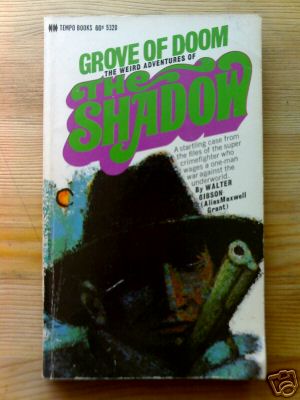 TEMPO BOOKS 60¢ 5320
GROVE OF DOOM
THE WEIRD ADVENTURES OF
THE
SHADOW
A startling case from
the files of the super
crimefighter who
wages a one-man
war against the
underworld.
By WALTER
GIBSON
(Alias Maxwell
Grant)